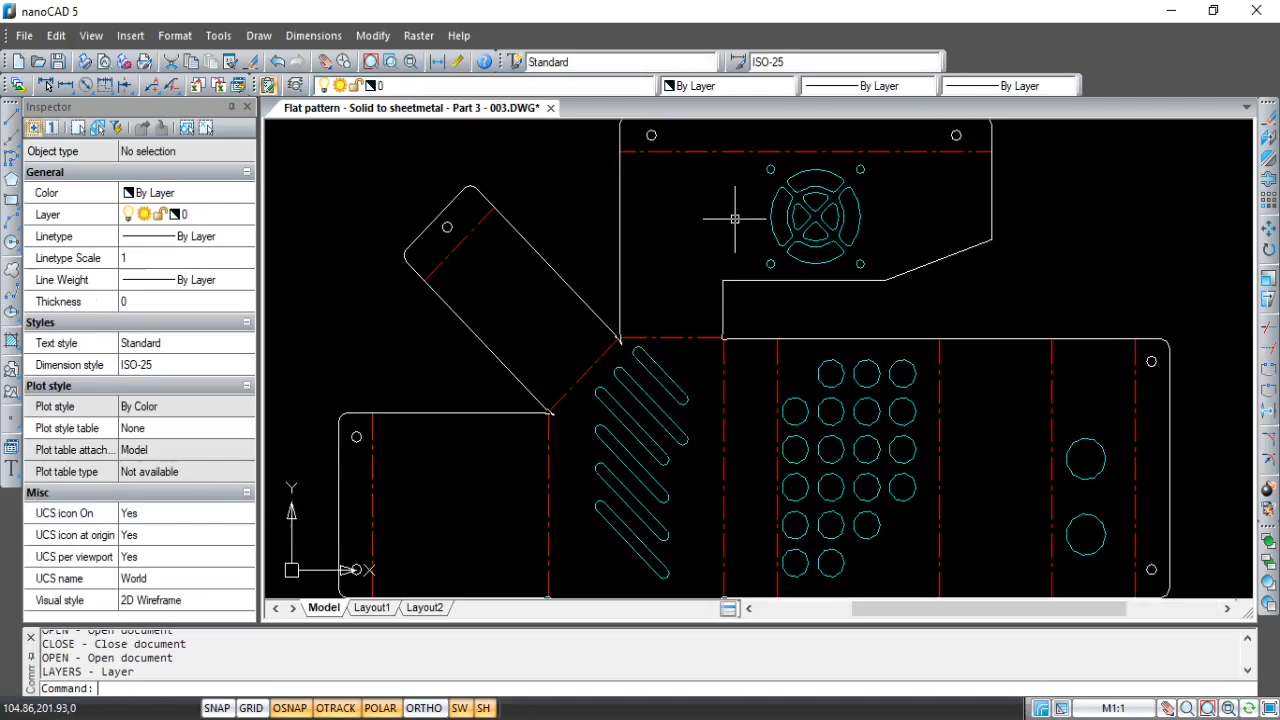 nanoCAD 5
File Edit View Insert Format Tools Draw Dimensions Modify Raster Help
Standard ISO-25
0 By Layer By Layer By Layer
Inspector
Flat pattern - Solid to sheetmetal - Part 3 - 003.DWG*
1
Object type No selection
General
Color By Layer
Layer 0
Linetype By Layer
Linetype Scale 1
Line Weight By Layer
Thickness 0
Styles
Text style Standard
Dimension style ISO-25
Plot style
Plot style By Color
Plot style table None
Plot table attach... Model
Plot table type Not available
Misc
UCS icon On Yes
UCS icon at origin Yes
UCS per viewport Yes
UCS name World
Visual style 2D Wireframe
Y
X
Model Layout1 Layout2
OPEN - Open document
CLOSE - Close document
OPEN - Open document
LAYERS - Layer
Command:
104.86,201.93,0 SNAP GRID OSNAP OTRACK POLAR ORTHO SW SH M1:1